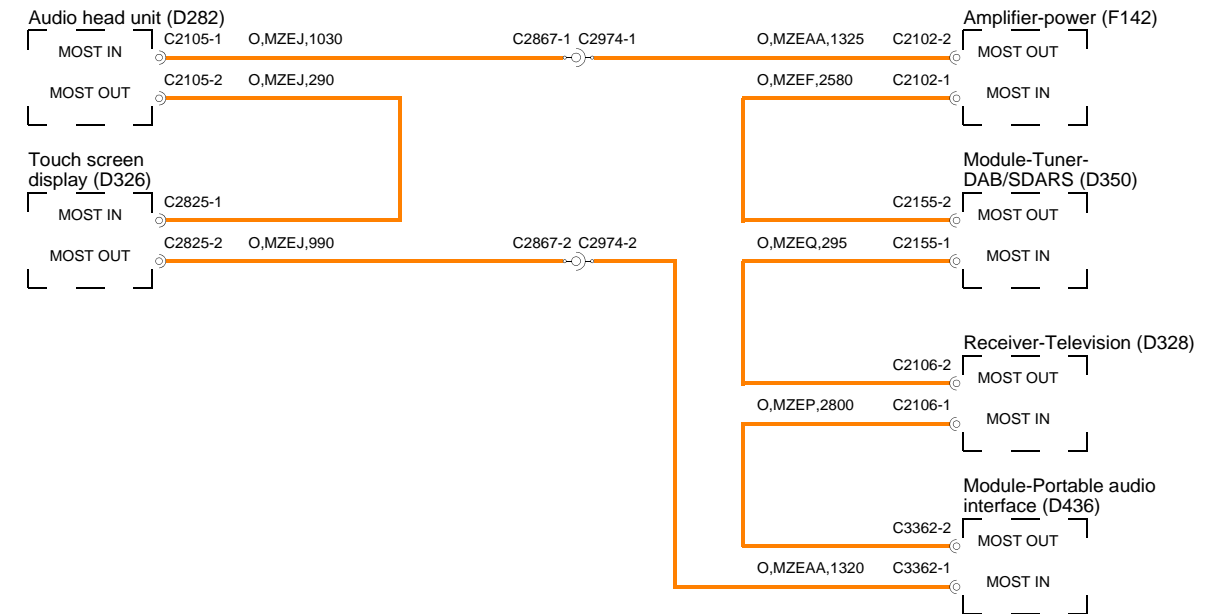 Audio head unit (D282)
MOST IN
C2105-1 O,MZEJ,1030
C2867-1 C2974-1
O,MZEAA,1325 C2102-2
Amplifier-power (F142)
MOST OUT
MOST OUT
C2105-2 O,MZEJ,290
O,MZEF,2580 C2102-1
MOST IN
Touch screen
display (D326)
MOST IN
C2825-1
Module-Tuner-
DAB/SDARS (D350)
C2155-2
MOST OUT
MOST OUT
C2825-2 O,MZEJ,990
C2867-2 C2974-2
O,MZEQ,295 C2155-1
MOST IN
Receiver-Television (D328)
C2106-2
MOST OUT
O,MZEP,2800 C2106-1
MOST IN
Module-Portable audio
interface (D436)
C3362-2
MOST OUT
O,MZEAA,1320 C3362-1
MOST IN